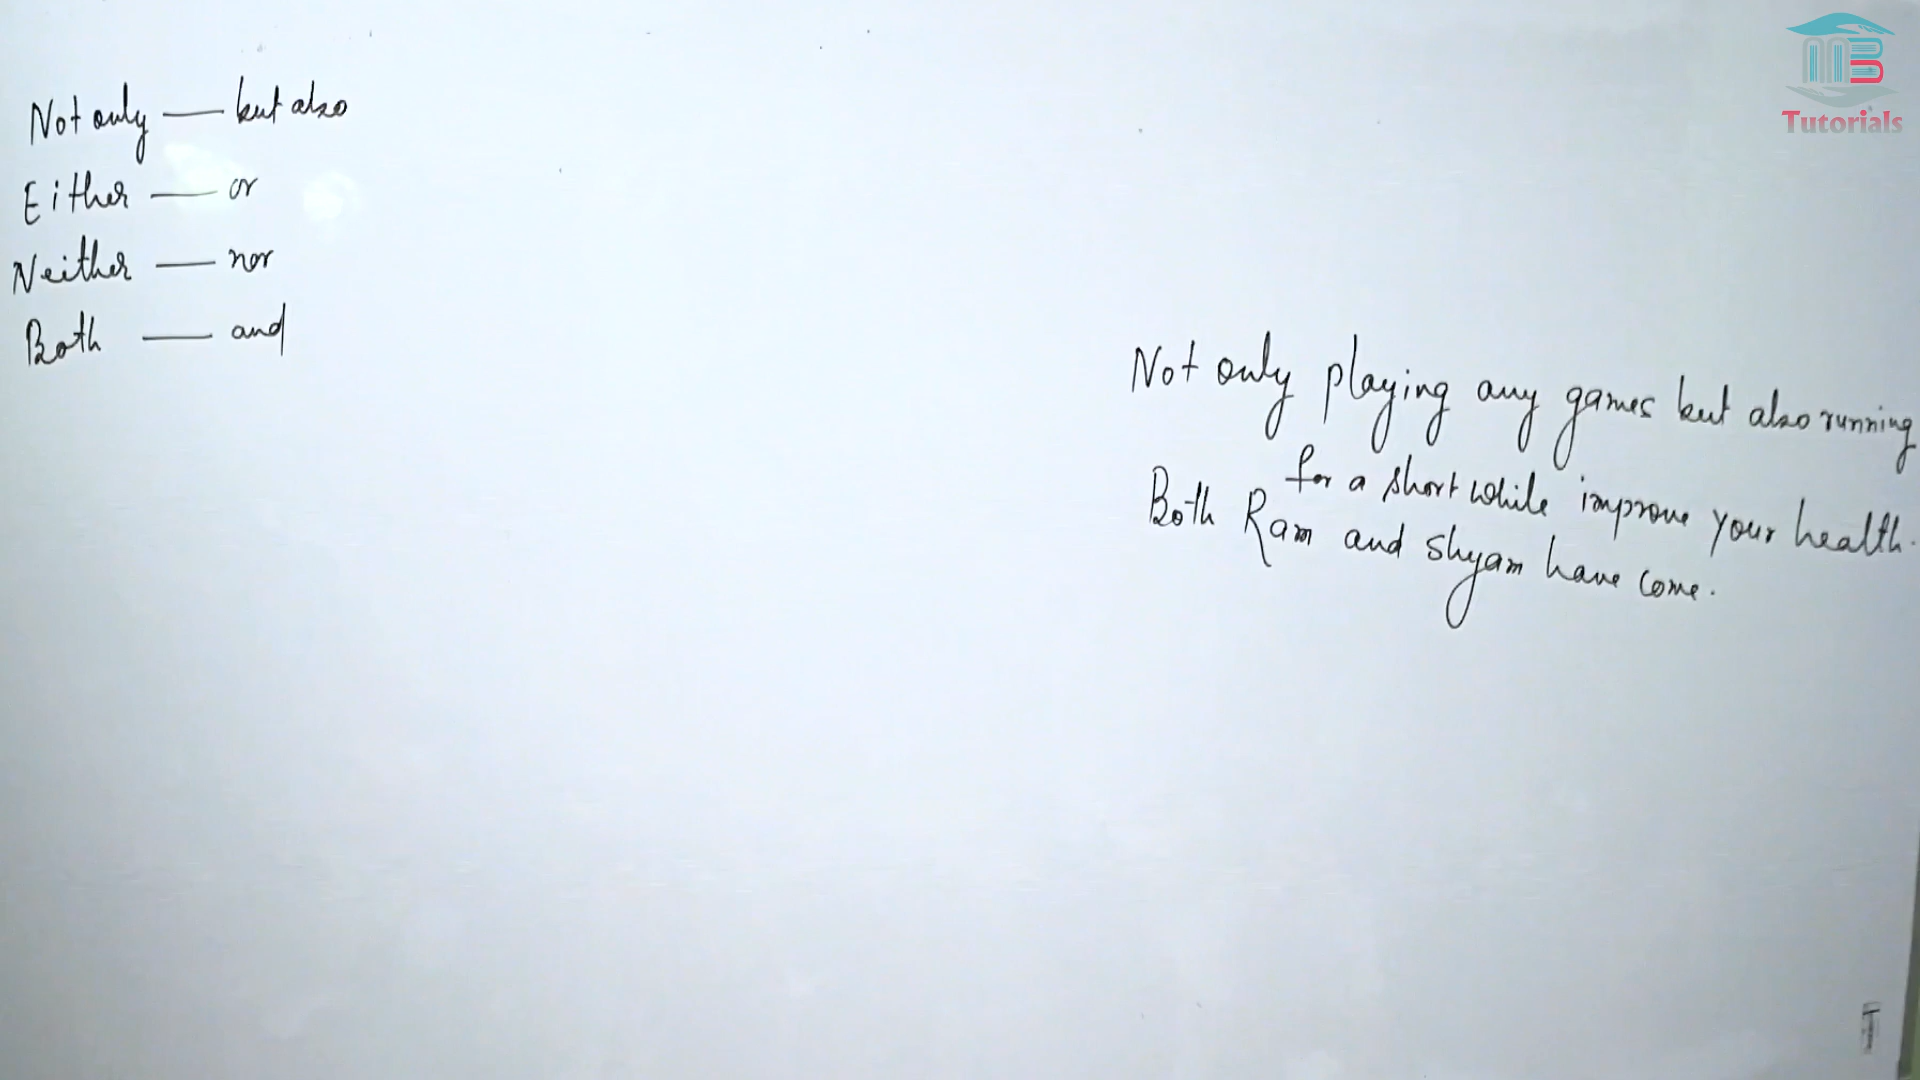 Not only — but also
Either — or
Neither — nor
Both — and
Not only playing any games but also running
for a short while improve your health.
Both Ram and Shyam have come.
MB
Tutorials